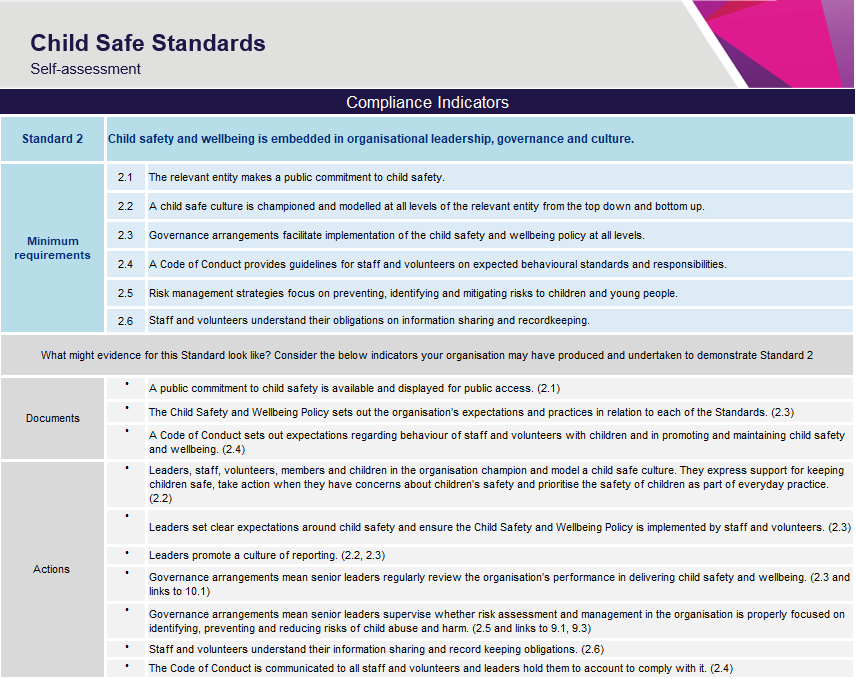 Child Safe Standards
Self-assessment
Compliance Indicators
Standard 2
Child safety and wellbeing is embedded in organisational leadership, governance and culture.
Minimum
requirements
2.1 The relevant entity makes a public commitment to child safety.
2.2 A child safe culture is championed and modelled at all levels of the relevant entity from the top down and bottom up.
2.3 Governance arrangements facilitate implementation of the child safety and wellbeing policy at all levels.
2.4 A Code of Conduct provides guidelines for staff and volunteers on expected behavioural standards and responsibilities.
2.5 Risk management strategies focus on preventing, identifying and mitigating risks to children and young people.
2.6 Staff and volunteers understand their obligations on information sharing and recordkeeping.
What might evidence for this Standard look like? Consider the below indicators your organisation may have produced and undertaken to demonstrate Standard 2
Documents
• A public commitment to child safety is available and displayed for public access. (2.1)
• The Child Safety and Wellbeing Policy sets out the organisation's expectations and practices in relation to each of the Standards. (2.3)
• A Code of Conduct sets out expectations regarding behaviour of staff and volunteers with children and in promoting and maintaining child safety
and wellbeing. (2.4)
Actions
• Leaders, staff, volunteers, members and children in the organisation champion and model a child safe culture. They express support for keeping
children safe, take action when they have concerns about children's safety and prioritise the safety of children as part of everyday practice.
(2.2)
• Leaders set clear expectations around child safety and ensure the Child Safety and Wellbeing Policy is implemented by staff and volunteers. (2.3)
• Leaders promote a culture of reporting. (2.2, 2.3)
• Governance arrangements mean senior leaders regularly review the organisation's performance in delivering child safety and wellbeing. (2.3 and
links to 10.1)
• Governance arrangements mean senior leaders supervise whether risk assessment and management in the organisation is properly focused on
identifying, preventing and reducing risks of child abuse and harm. (2.5 and links to 9.1, 9.3)
• Staff and volunteers understand their information sharing and record keeping obligations. (2.6)
• The Code of Conduct is communicated to all staff and volunteers and leaders hold them to account to comply with it. (2.4)